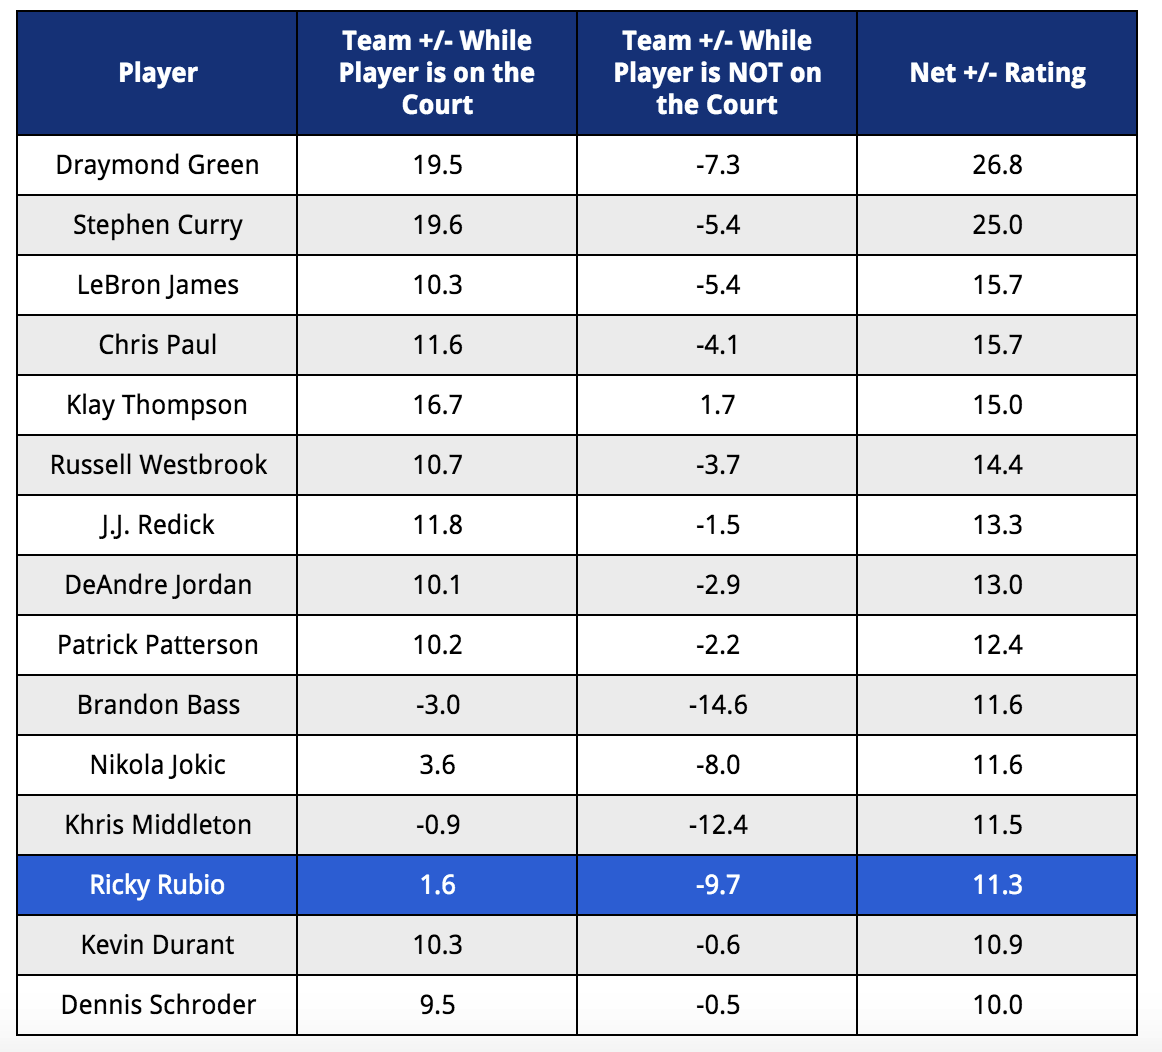 Player
Team +/- While
Player is on the
Court
Team +/- While
Player is NOT on
the Court
Net +/- Rating
Draymond Green 19.5 -7.3 26.8
Stephen Curry 19.6 -5.4 25.0
LeBron James 10.3 -5.4 15.7
Chris Paul 11.6 -4.1 15.7
Klay Thompson 16.7 1.7 15.0
Russell Westbrook 10.7 -3.7 14.4
J.J. Redick 11.8 -1.5 13.3
DeAndre Jordan 10.1 -2.9 13.0
Patrick Patterson 10.2 -2.2 12.4
Brandon Bass -3.0 -14.6 11.6
Nikola Jokic 3.6 -8.0 11.6
Khris Middleton -0.9 -12.4 11.5
Ricky Rubio 1.6 -9.7 11.3
Kevin Durant 10.3 -0.6 10.9
Dennis Schroder 9.5 -0.5 10.0